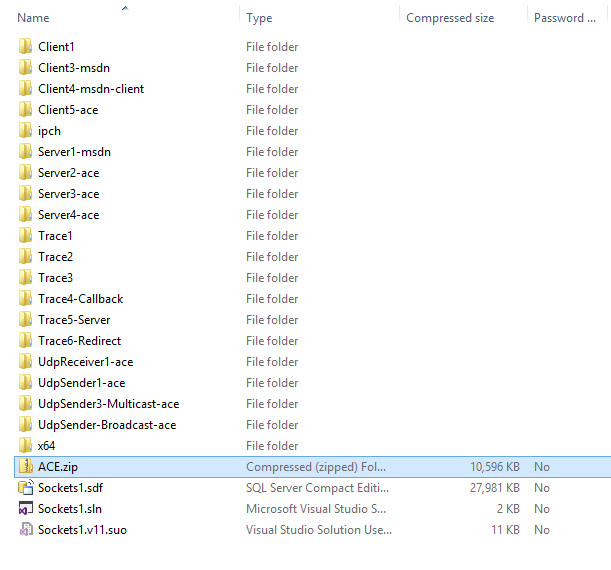 Name Type Compressed size Password ...
Client1 File folder
Client3-msdn File folder
Client4-msdn-client File folder
Client5-ace File folder
ipch File folder
Server1-msdn File folder
Server2-ace File folder
Server3-ace File folder
Server4-ace File folder
Trace1 File folder
Trace2 File folder
Trace3 File folder
Trace4-Callback File folder
Trace5-Server File folder
Trace6-Redirect File folder
UdpReceiver1-ace File folder
UdpSender1-ace File folder
UdpSender3-Multicast-ace File folder
UdpSender-Broadcast-ace File folder
x64 File folder
ACE.zip Compressed (zipped) Fol... 10,596 KB No
Sockets1.sdf SQL Server Compact Editi... 27,981 KB No
Sockets1.sln Microsoft Visual Studio S... 2 KB No
Sockets1.v11.suo Visual Studio Solution Use... 11 KB No